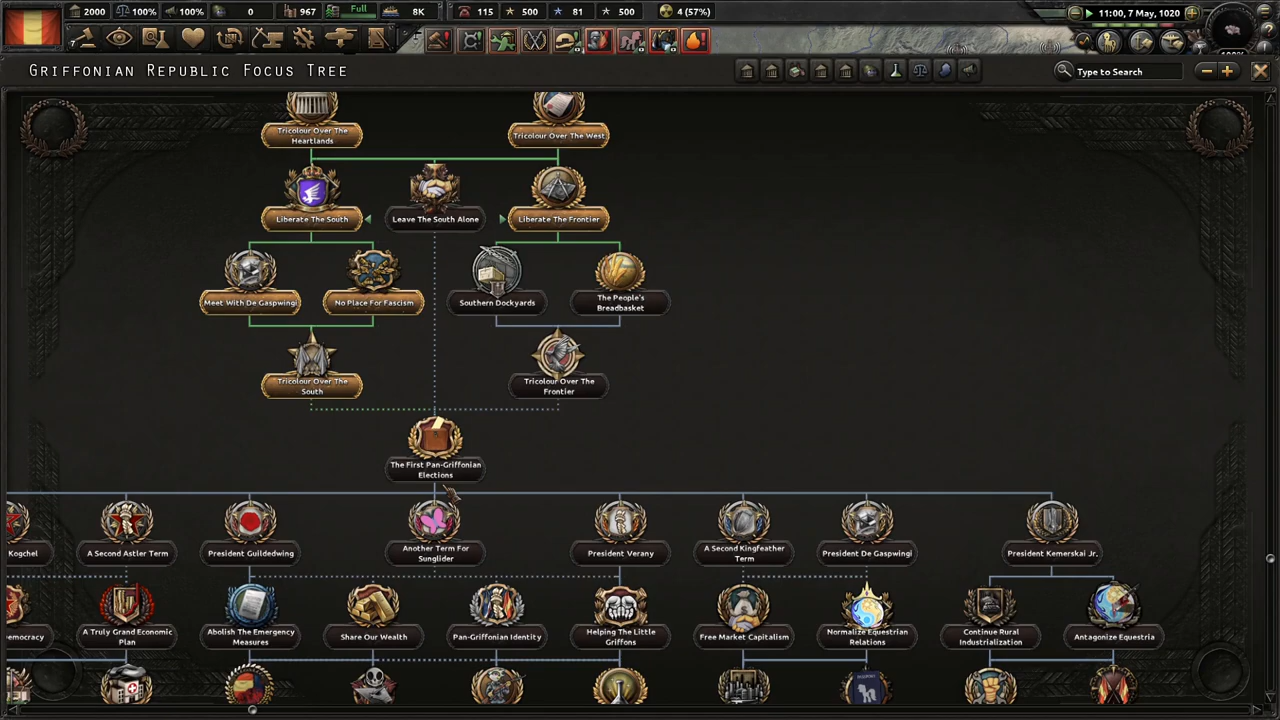 2000
100%
100%
0
967
Full
8K
115
500
81
500
4 (57%)
11:00, 7 May, 1020
GRIFFONIAN REPUBLIC FOCUS TREE
Type to Search
Tricolour Over The
Heartlands
Tricolour Over The West
Liberate The South
Leave The South Alone
Liberate The Frontier
Meet With De Gaspwingi
No Place For Fascism
Southern Dockyards
The People's
Breadbasket
Tricolour Over The
South
Tricolour Over The
Frontier
The First Pan-Griffonian
Elections
Kogchel
A Second Astler Term
President Guildedwing
Another Term For
Sunglider
President Verany
A Second Kingfeather
Term
President De Gaspwingi
President Kemerskai Jr.
emocracy
A Truly Grand Economic
Plan
Abolish The Emergency
Measures
Share Our Wealth
Pan-Griffonian Identity
Helping The Little
Griffons
Free Market Capitalism
Normalize Equestrian
Relations
Continue Rural
Industrialization
Antagonize Equestria